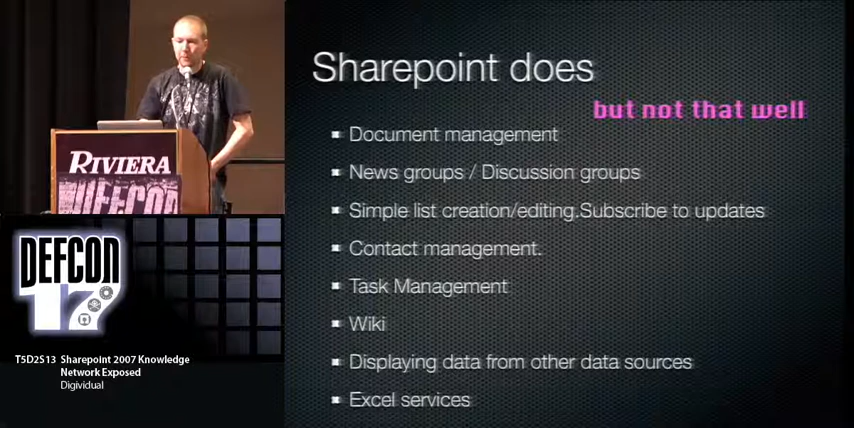 Sharepoint does
but not that well
Document management
News groups / Discussion groups
Simple list creation/editing.Subscribe to updates
Contact management.
Task Management
Wiki
Displaying data from other data sources
Excel services
RIVIERA
DEFCON
DEFCON
17
T5D2S13 Sharepoint 2007 Knowledge
Network Exposed
Digividual